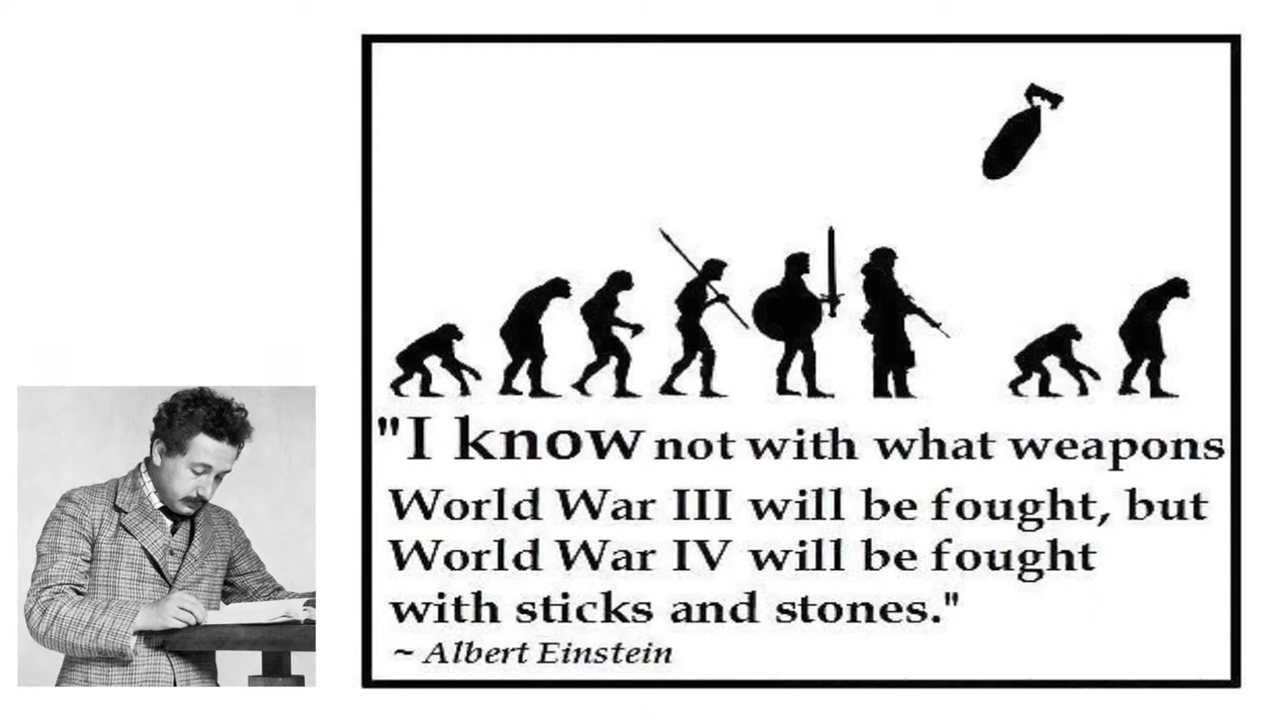 "I know not with what weapons
World War III will be fought, but
World War IV will be fought
with sticks and stones."
~ Albert Einstein